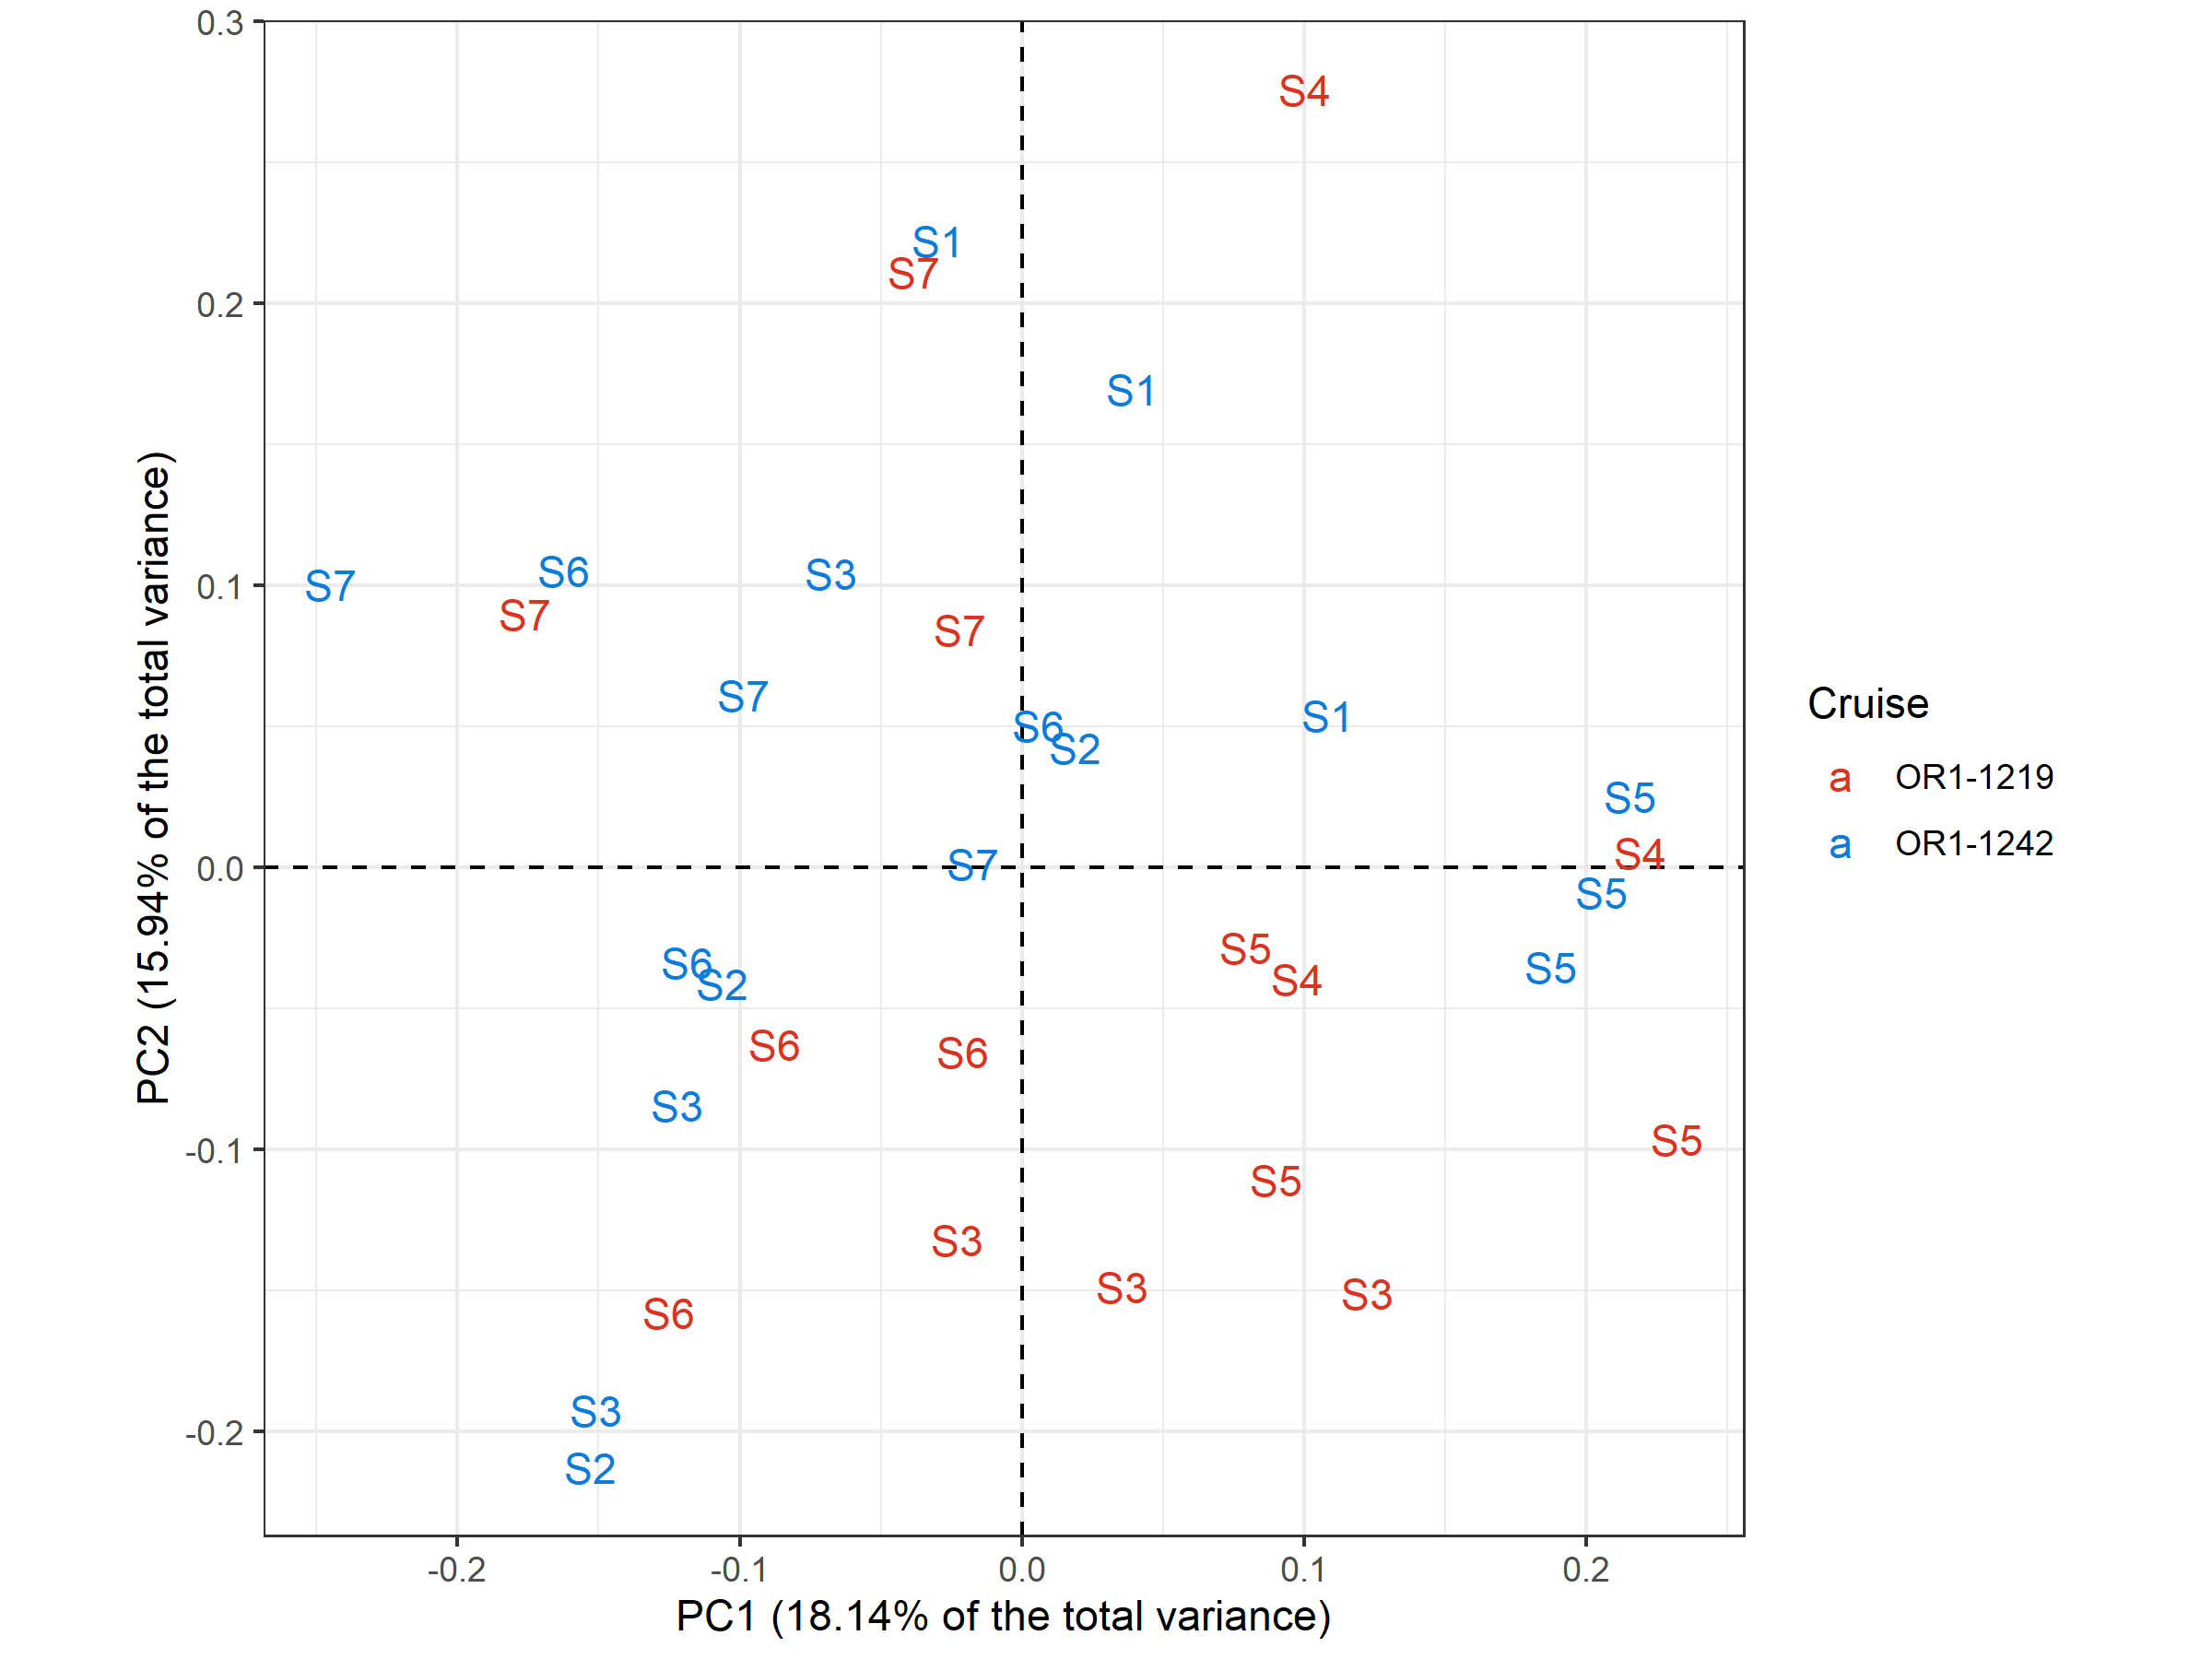 0.3
S4
S1
S7
0.2
S1
S7
S6
S3
0.1
S7
S7
S7
S6
S2
S1
S5
S4
0.0
S7
S5
S5
S4
S5
S6
S2
S6
S6
S3
S5
-0.1
S5
S3
S3
S3
S6
S3
-0.2
S2
-0.2
-0.1
0.0
0.1
0.2
PC1 (18.14% of the total variance)
PC2 (15.94% of the total variance)
Cruise
a OR1-1219
a OR1-1242